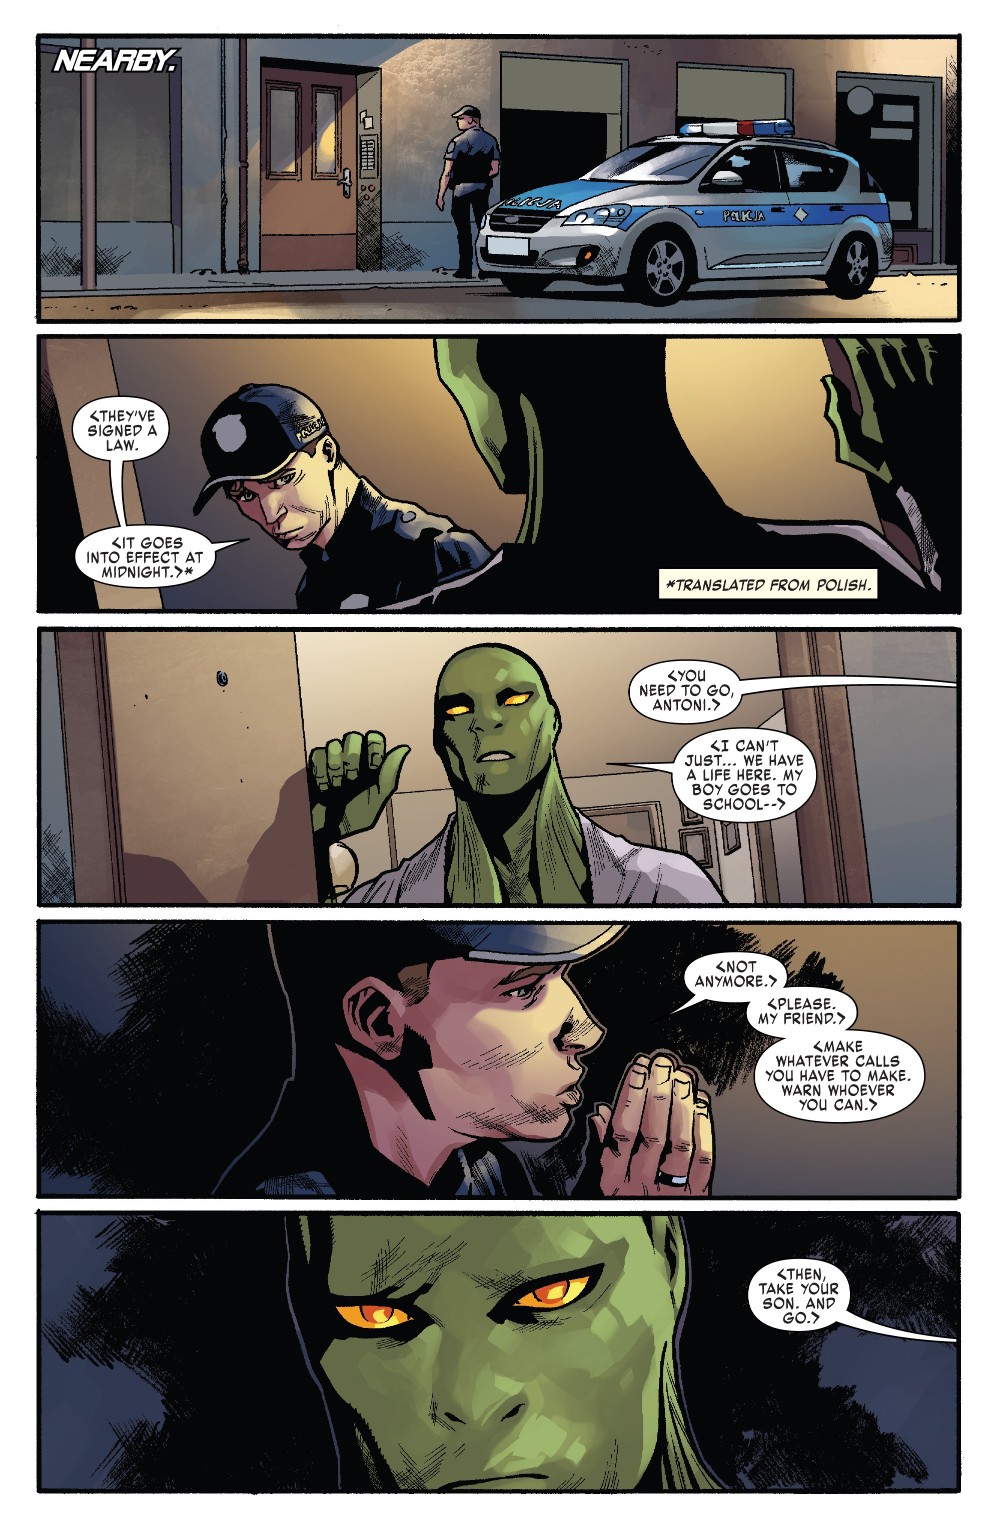 NEARBY.
POLICJA
POLICJA
<THEY'VE
SIGNED A
LAW.
<IT GOES
INTO EFFECT AT
MIDNIGHT.>*
*TRANSLATED FROM POLISH.
<YOU
NEED TO GO,
ANTONI.>
<I CAN'T
JUST... WE HAVE
A LIFE HERE. MY
BOY GOES TO
SCHOOL-->
<NOT
ANYMORE.>
<PLEASE.
MY FRIEND.>
<MAKE
WHATEVER CALLS
YOU HAVE TO MAKE.
WARN WHOEVER
YOU CAN.>
<THEN,
TAKE YOUR
SON. AND
GO.>